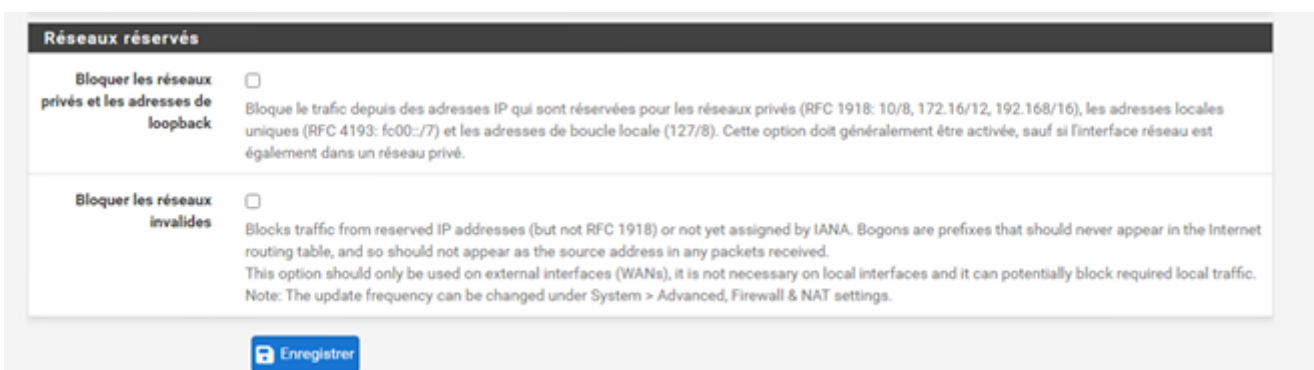 Réseaux réservés
Bloquer les réseaux
privés et les adresses de
loopback
Bloque le trafic depuis des adresses IP qui sont réservées pour les réseaux privés (RFC 1918: 10/8, 172.16/12, 192.168/16), les adresses locales
uniques (RFC 4193: fc00::/7) et les adresses de boucle locale (127/8). Cette option doit généralement être activée, sauf si l'interface réseau est
également dans un réseau privé.
Bloquer les réseaux
invalides
Blocks traffic from reserved IP addresses (but not RFC 1918) or not yet assigned by IANA. Bogons are prefixes that should never appear in the Internet
routing table, and so should not appear as the source address in any packets received.
This option should only be used on external interfaces (WANs), it is not necessary on local interfaces and it can potentially block required local traffic.
Note: The update frequency can be changed under System > Advanced, Firewall & NAT settings.
Enregistrer